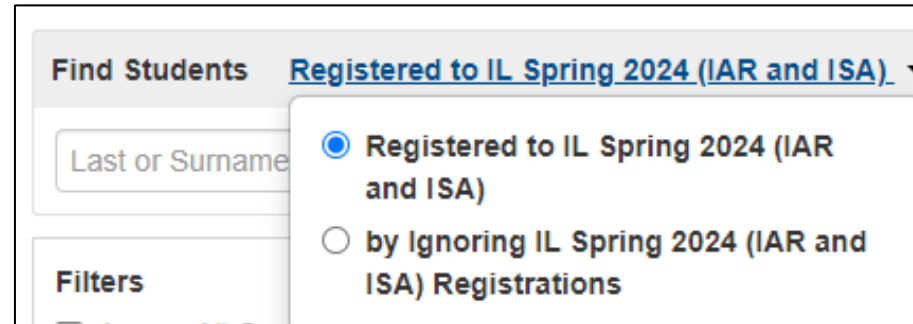 Find Students Registered to IL Spring 2024 (IAR and ISA)
Last or Surname
Registered to IL Spring 2024 (IAR
and ISA)
by Ignoring IL Spring 2024 (IAR and
ISA) Registrations
Filters